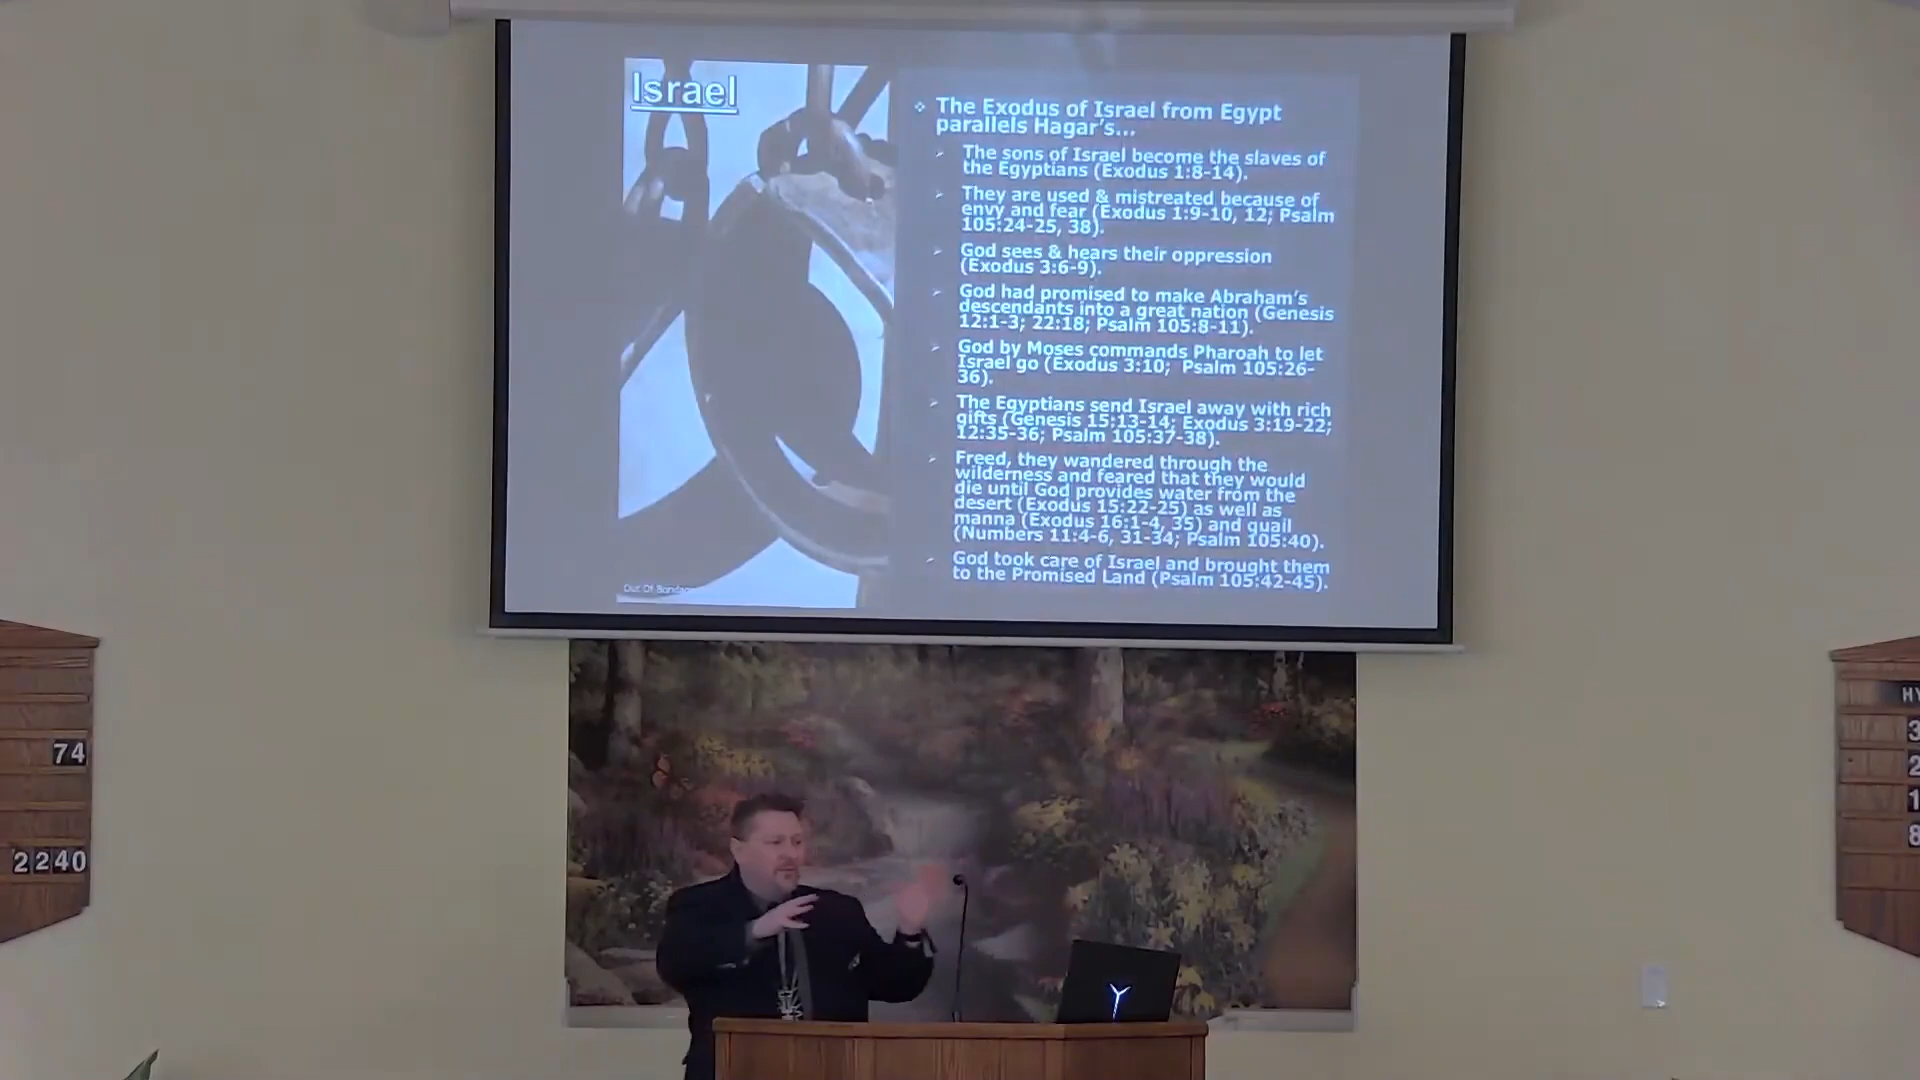 Israel
❖ The Exodus of Israel from Egypt
parallels Hagar's...
The sons of Israel become the slaves of
the Egyptians (Exodus 1:8-14).
They are used & mistreated because of
envy and fear (Exodus 1:9-10, 12; Psalm
105:24-25, 38).
God sees & hears their oppression
(Exodus 3:6-9).
God had promised to make Abraham's
descendants into a great nation (Genesis
12:1-3; 22:18; Psalm 105:8-11).
God by Moses commands Pharoah to let
Israel go (Exodus 3:10; Psalm 105:26-
36).
The Egyptians send Israel away with rich
gifts (Genesis 15:13-14; Exodus 3:19-22;
12:35-36; Psalm 105:37-38).
Freed, they wandered through the
wilderness and feared that they would
die until God provides water from the
desert (Exodus 15:22-25) as well as
manna (Exodus 16:1-4, 35) and quail
(Numbers 11:4-6, 31-34; Psalm 105:40).
God took care of Israel and brought them
to the Promised Land (Psalm 105:42-45).
Out Of
74
2240
HY
3
2
1
8